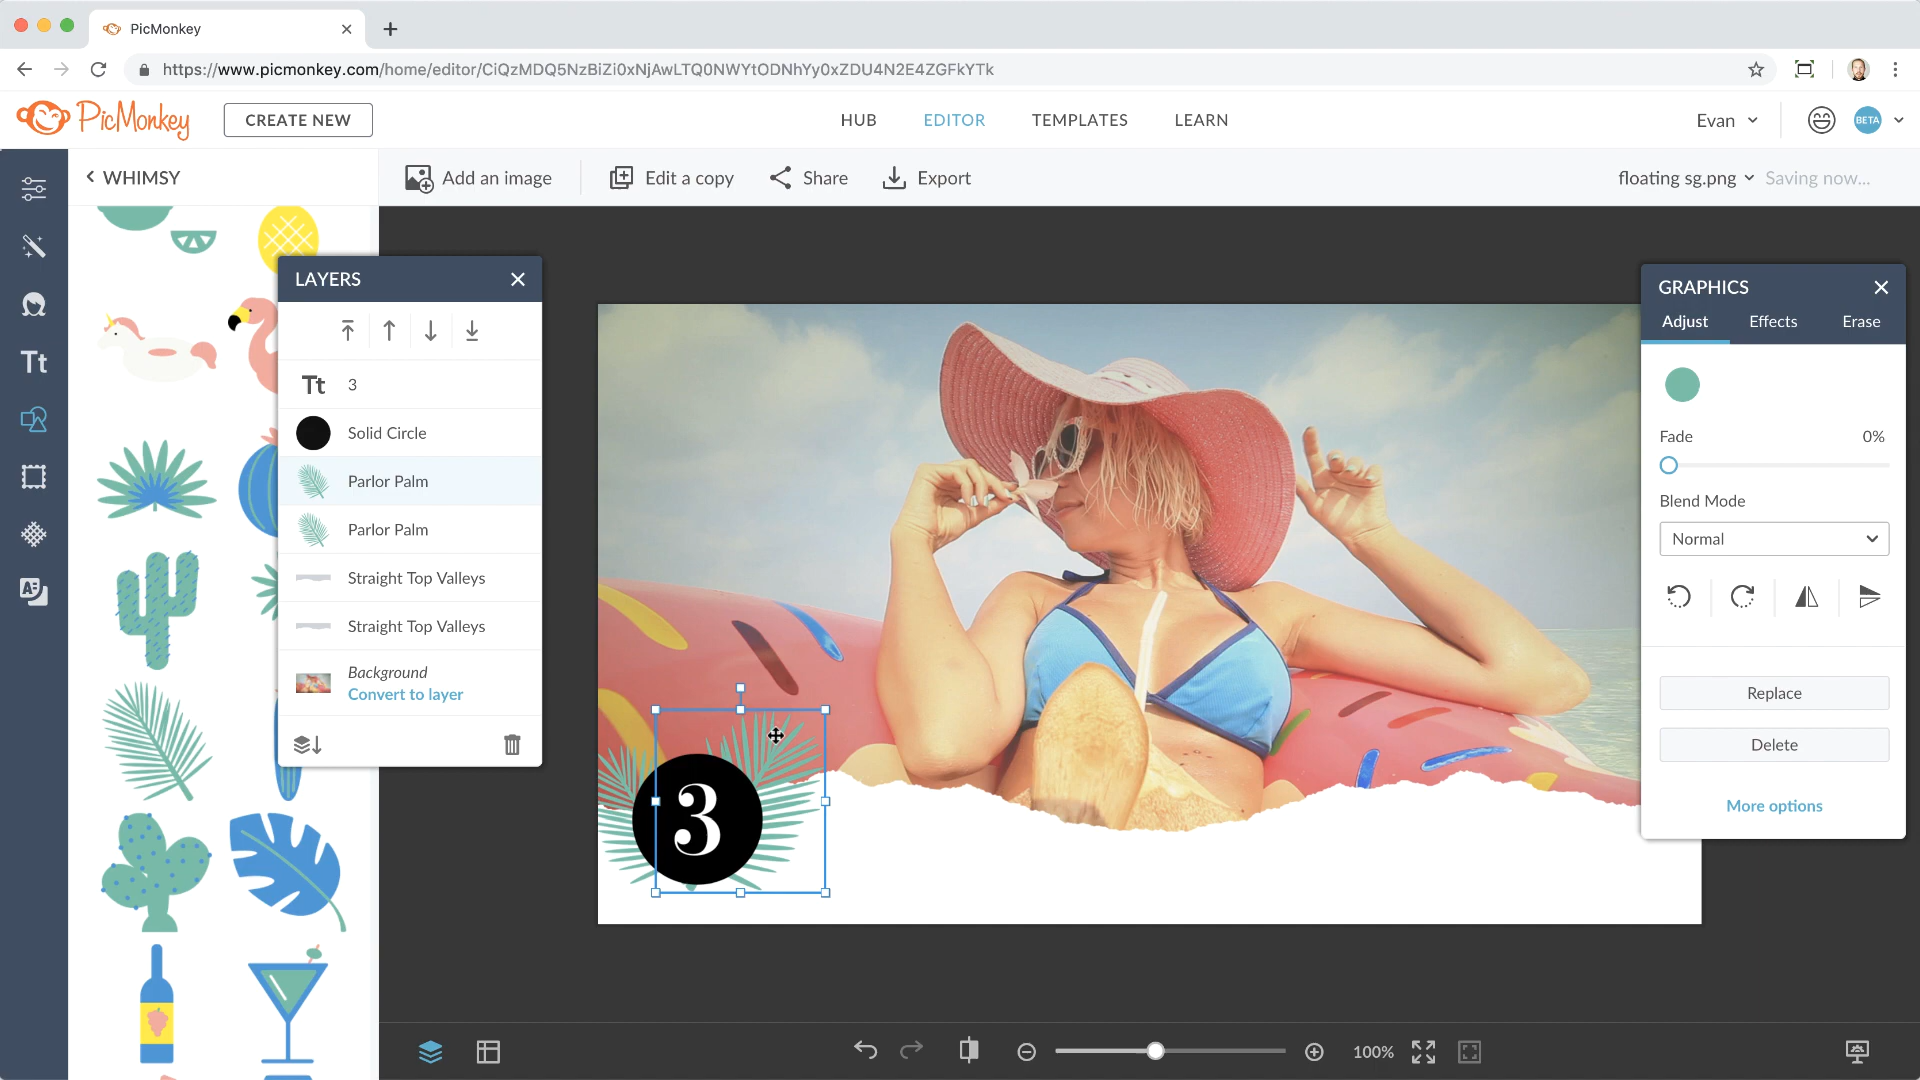 PicMonkey
https://www.picmonkey.com/home/editor/CiQzMDQ5NzBiZi0xNjAwLTQ0NWYtODNhYy0xZDU4N2E4ZGFkYTk
PicMonkey
CREATE NEW
HUB
EDITOR
TEMPLATES
LEARN
Evan
BETA
WHIMSY
Add an image
Edit a copy
Share
Export
floating sg.png
Saving now...
LAYERS
Tt 3
Solid Circle
Parlor Palm
Parlor Palm
Straight Top Valleys
Straight Top Valleys
Background
Convert to layer
Tt
A
3
GRAPHICS
Adjust Effects Erase
Fade 0%
Blend Mode
Normal
Replace
Delete
More options
100%